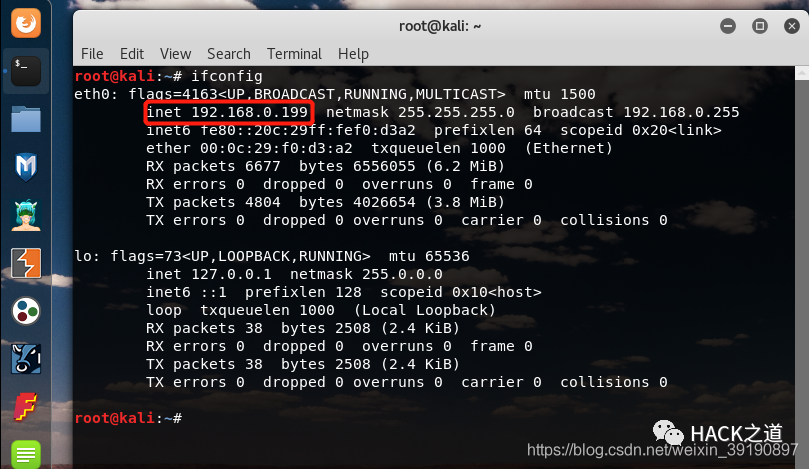 root@kali: ~
File Edit View Search Terminal Help
root@kali:~# ifconfig
eth0: flags=4163<UP,BROADCAST,RUNNING,MULTICAST>  mtu 1500
        inet 192.168.0.199  netmask 255.255.255.0  broadcast 192.168.0.255
        inet6 fe80::20c:29ff:fef0:d3a2  prefixlen 64  scopeid 0x20<link>
        ether 00:0c:29:f0:d3:a2  txqueuelen 1000  (Ethernet)
        RX packets 6677  bytes 6556055 (6.2 MiB)
        RX errors 0  dropped 0  overruns 0  frame 0
        TX packets 4804  bytes 4026654 (3.8 MiB)
        TX errors 0  dropped 0 overruns 0  carrier 0  collisions 0
lo: flags=73<UP,LOOPBACK,RUNNING>  mtu 65536
        inet 127.0.0.1  netmask 255.0.0.0
        inet6 ::1  prefixlen 128  scopeid 0x10<host>
        loop  txqueuelen 1000  (Local Loopback)
        RX packets 38  bytes 2508 (2.4 KiB)
        RX errors 0  dropped 0  overruns 0  frame 0
        TX packets 38  bytes 2508 (2.4 KiB)
        TX errors 0  dropped 0 overruns 0  carrier 0  collisions 0
root@kali:~#
HACK之道
https://blog.csdn.net/weixin_39190897